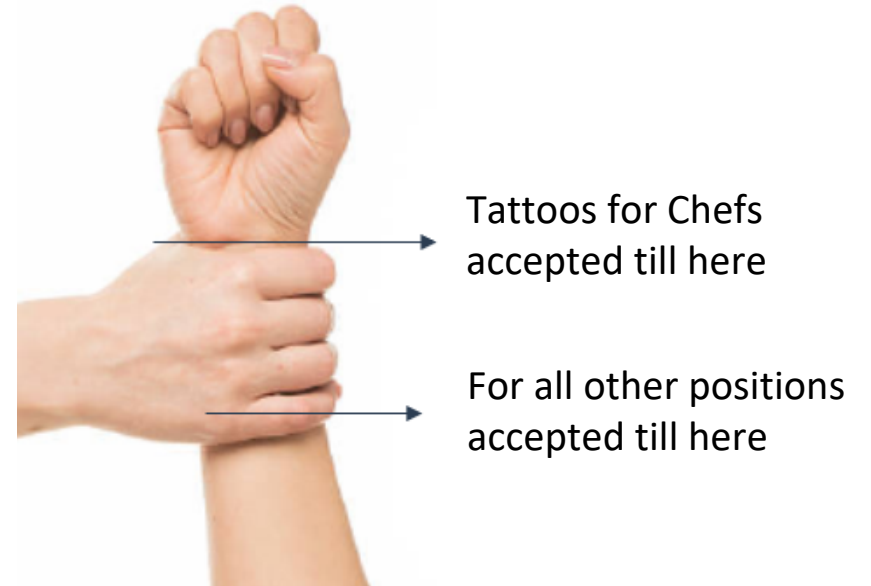 Tattoos for Chefs
accepted till here
For all other positions
accepted till here